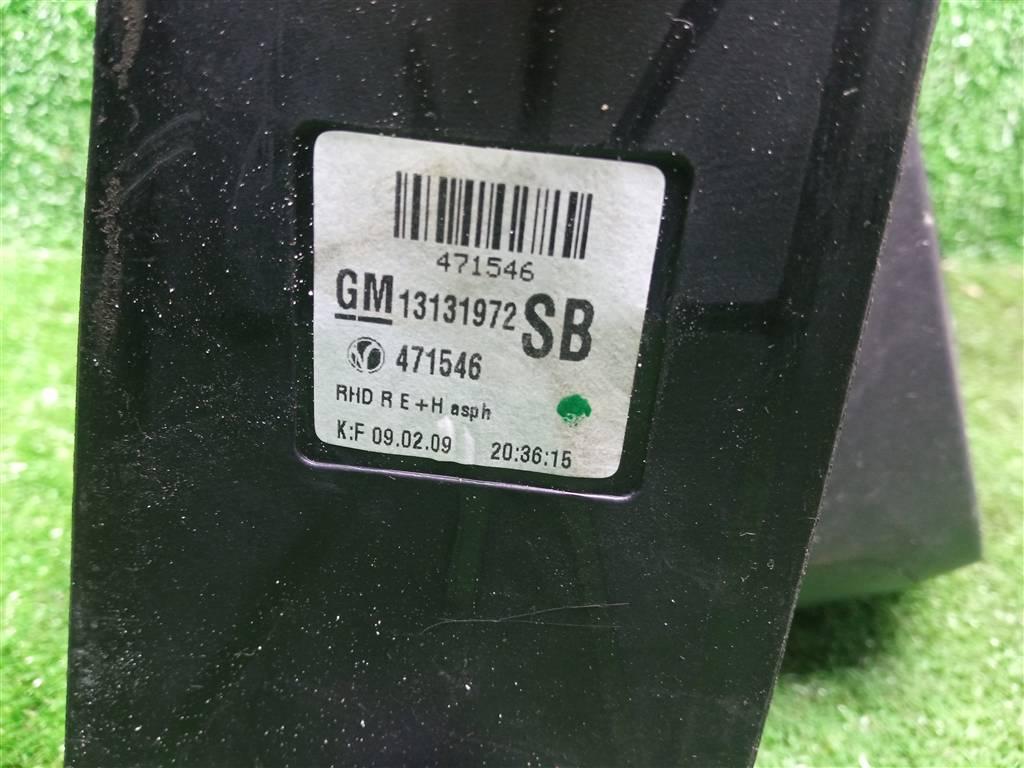 471546
GM 13131972 SB
471546
RHD R E+H asph
K:F 09.02.09 20:36:15